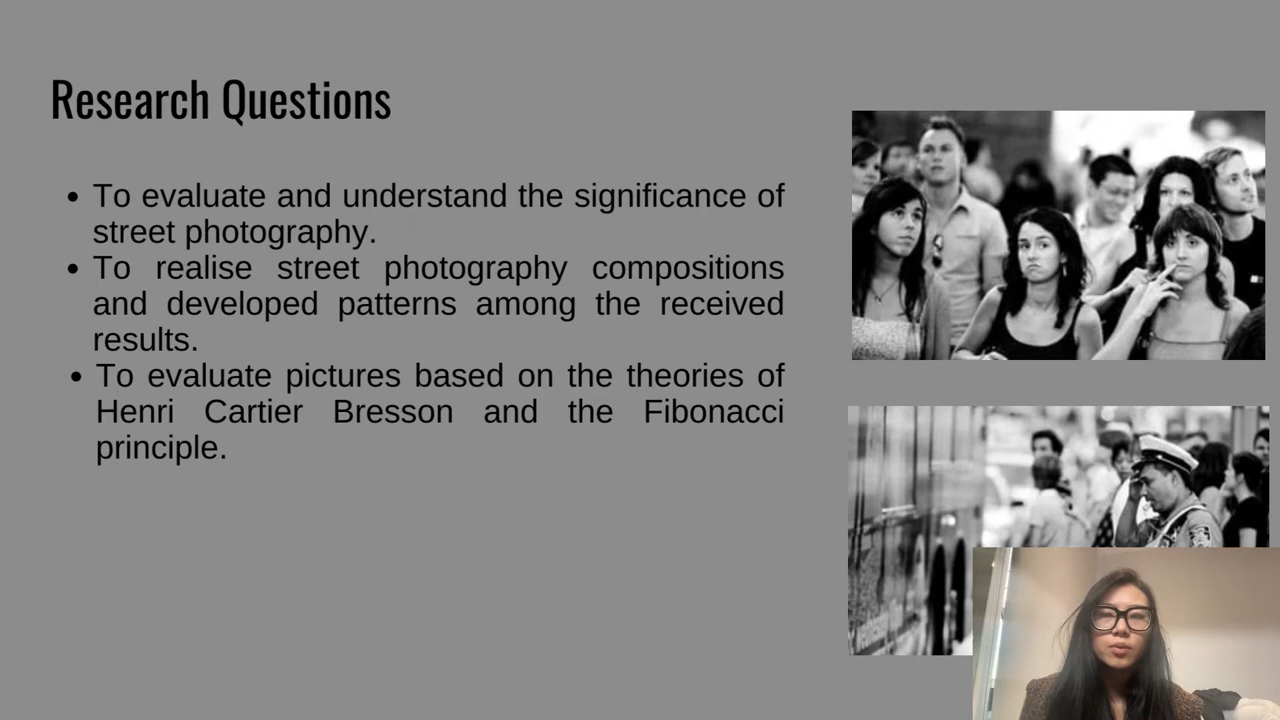 Research Questions
To evaluate and understand the significance of
street photography.
To realise street photography compositions
and developed patterns among the received
results.
To evaluate pictures based on the theories of
Henri Cartier Bresson and the Fibonacci
principle.